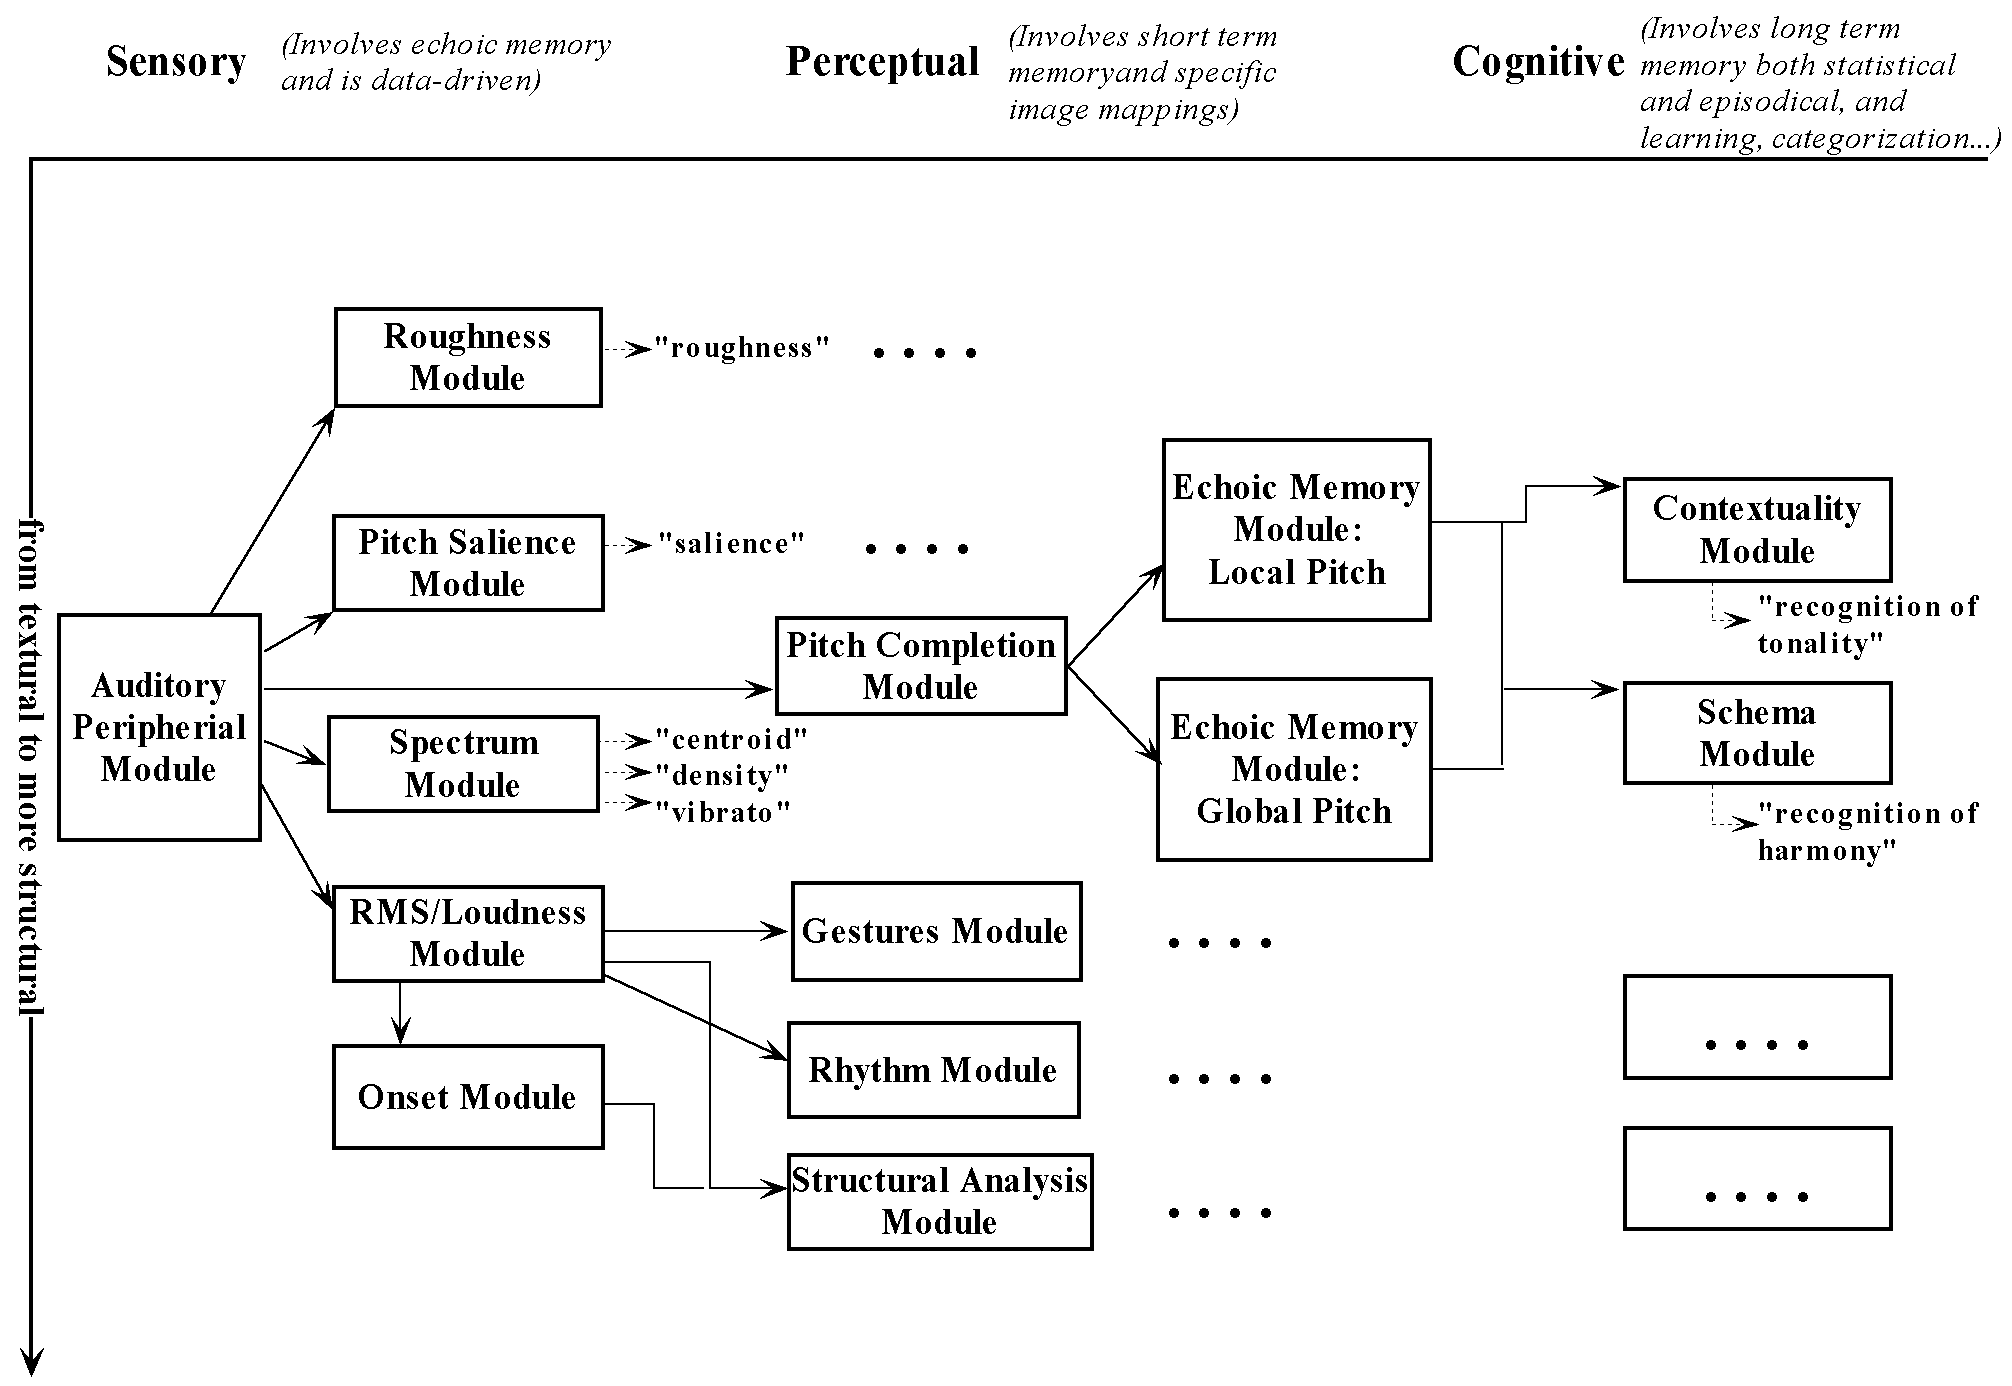 Sensory
(Involves echoic memory
and is data-driven)
Perceptual
(Involves short term
memoryand specific
image mappings)
Cognitive
(Involves long term
memory both statistical
and episodical, and
learning, categorization...)
from textural to more structural
Roughness
Module
"roughness"
. . . .
Pitch Salience
Module
"salience"
. . . .
Auditory
Peripherial
Module
Pitch Completion
Module
Echoic Memory
Module:
Local Pitch
Contextuality
Module
"recognition of
tonality"
Spectrum
Module
"centroid"
"density"
"vibrato"
Echoic Memory
Module:
Global Pitch
Schema
Module
"recognition of
harmony"
RMS/Loudness
Module
Gestures Module
. . . .
Onset Module
Rhythm Module
. . . .
. . . .
Structural Analysis
Module
. . . .
. . . .